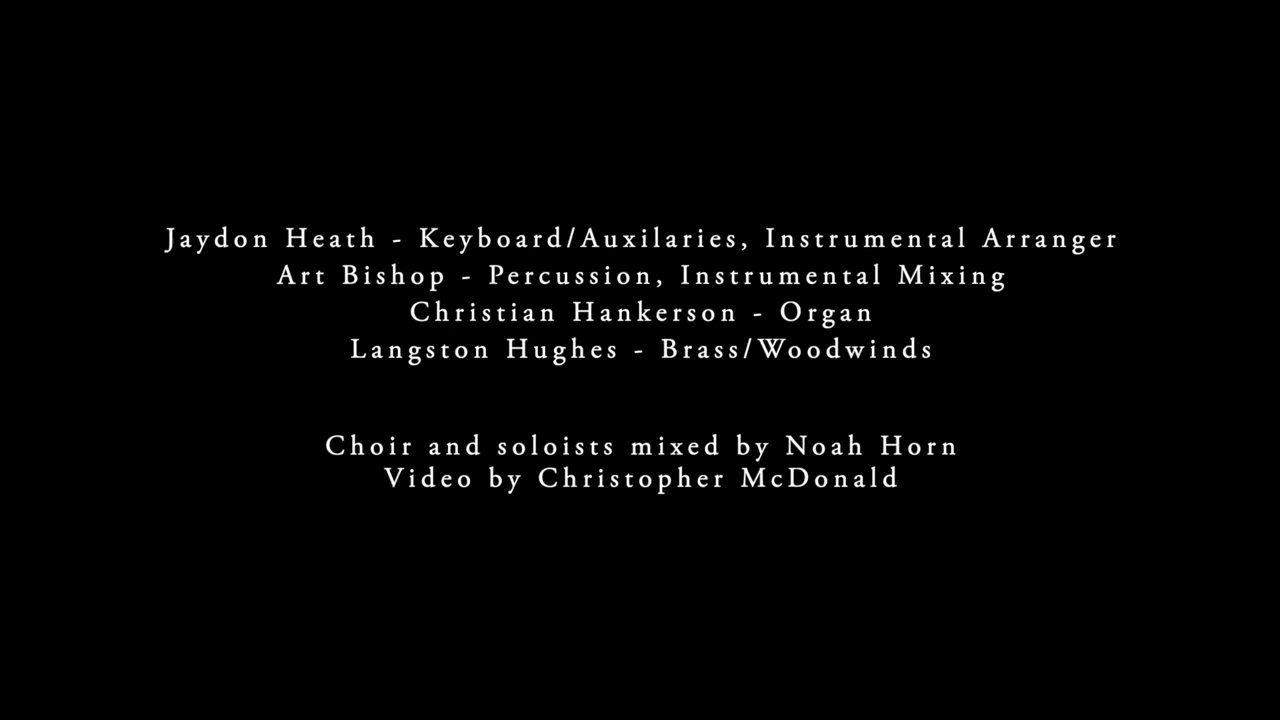 Jaydon Heath - Keyboard/Auxilaries, Instrumental Arranger
Art Bishop - Percussion, Instrumental Mixing
Christian Hankerson - Organ
Langston Hughes - Brass/Woodwinds
Choir and soloists mixed by Noah Horn
Video by Christopher McDonald